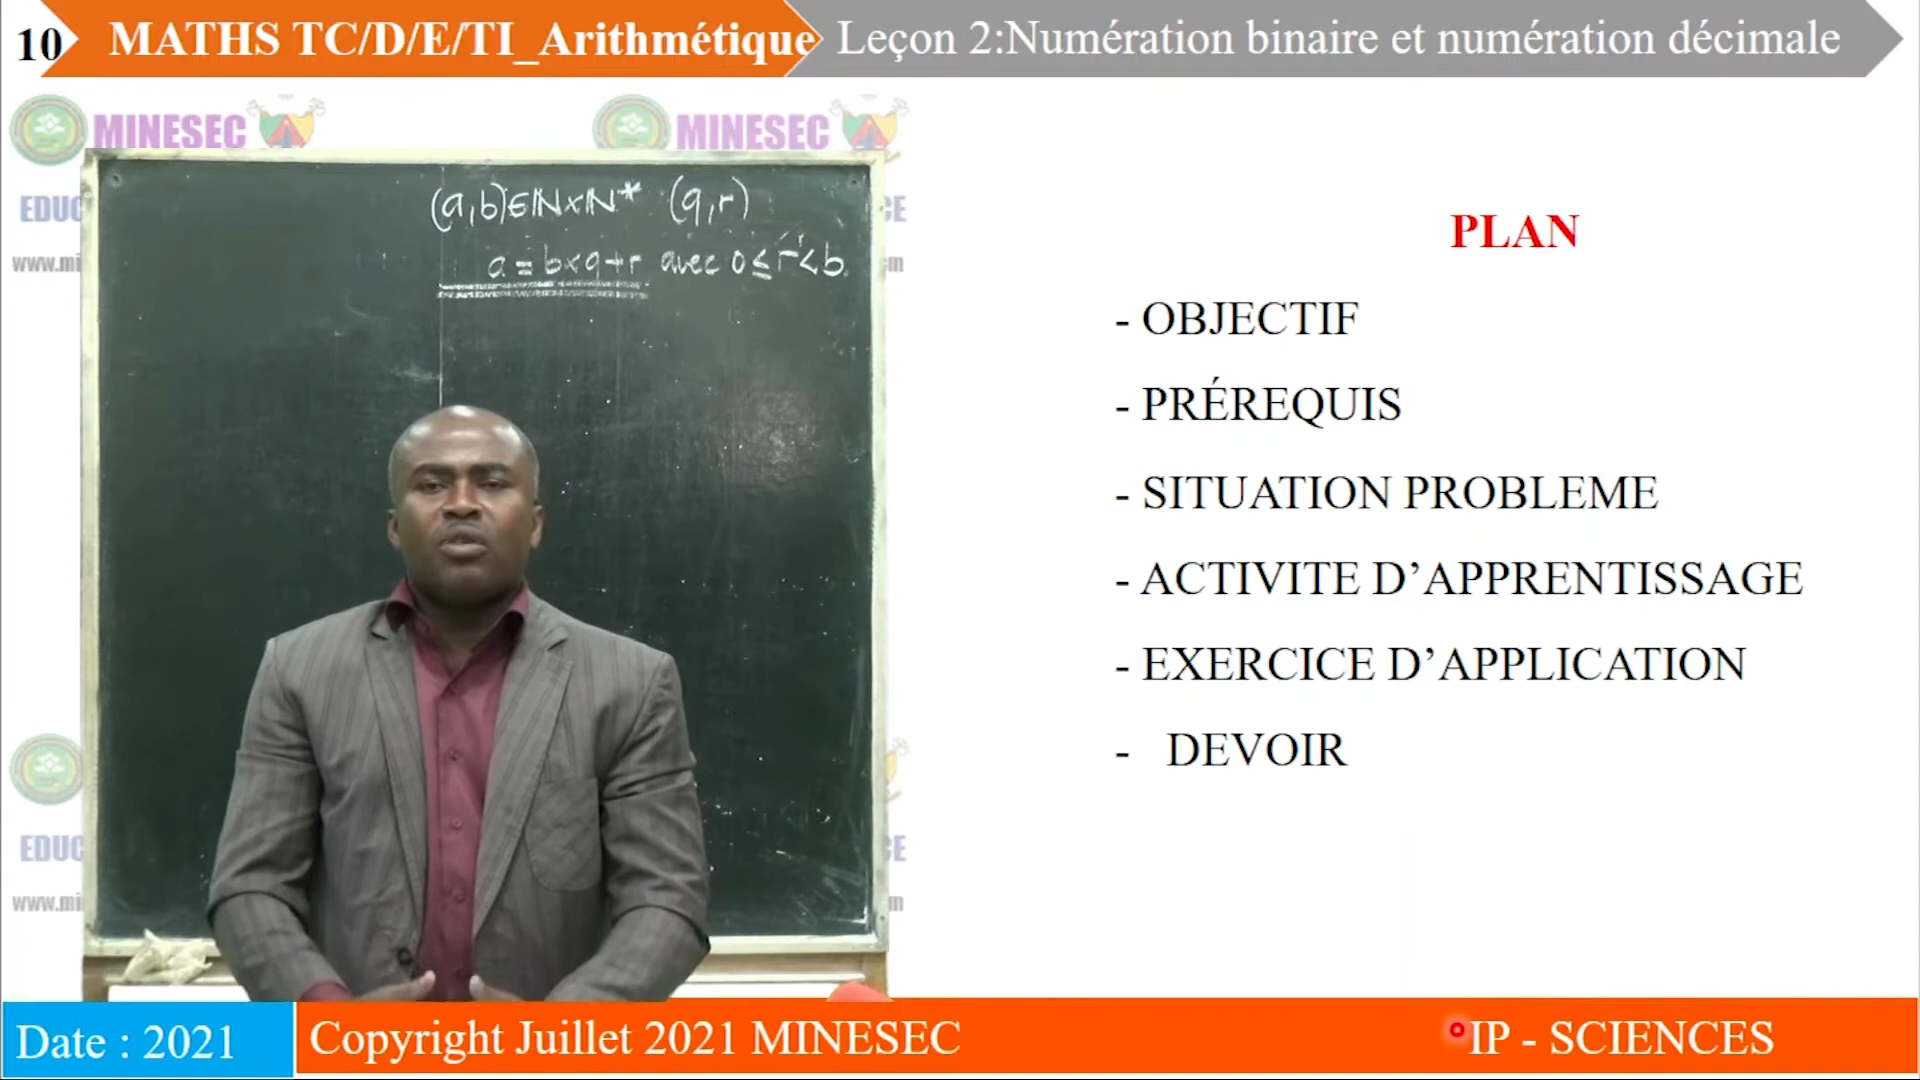 10
MATHS TC/D/E/TI_Arithmétique
Leçon 2:Numération binaire et numération décimale
MINESEC
MINESEC
(a,b)∈ℕ×ℕ* (q,r)
a = b×q+r avec 0≤r<b
PLAN
- OBJECTIF
- PRÉREQUIS
- SITUATION PROBLEME
- ACTIVITE D’APPRENTISSAGE
- EXERCICE D’APPLICATION
- DEVOIR
Date : 2021
Copyright Juillet 2021 MINESEC
IP - SCIENCES